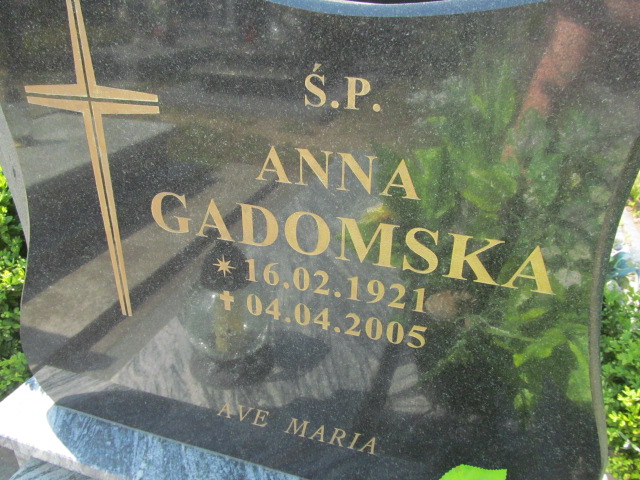 Ś.P.
ANNA
GADOMSKA
✴ 16.02.1921
✝ 04.04.2005
AVE MARIA